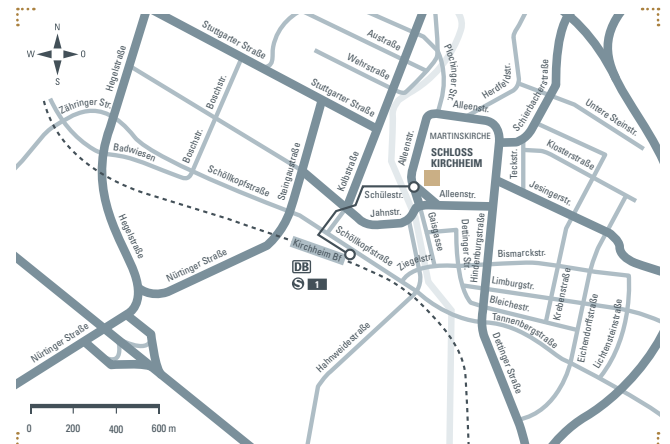 N
W
O
S
Stuttgarter Straße
Austraße
Wehrstraße
Plochinger Str.
Herdfeldstr.
Schierbacherstraße
Untere Steinstr.
Hegelstraße
Zähringer Str.
Boschstr.
Stuttgarter Straße
Alleenstr.
MARTINSKIRCHE
SCHLOSS
KIRCHHEIM
Alleenstr.
Teckstr.
Klosterstraße
Jesingerstr.
Badwiesen
Boschstr.
Schöllkopfstraße
Steingaustraße
Kolbstraße
Schülestr.
Alleenstr.
Jahnstr.
Hegelstraße
Nürtinger Straße
Kirchheim Bf
Schöllkopfstraße
Ziegelstr.
Gaisgasse
Dettinger Str.
Hindenburgstraße
Bismarckstr.
DB
S 1
Limburgstr.
Bleichestr.
Tannenbergstraße
Krebenstraße
Eichendorffstraße
Lichtensteinstraße
Nürtinger Straße
Hahnweidestraße
Dettinger Straße
0 200 400 600 m